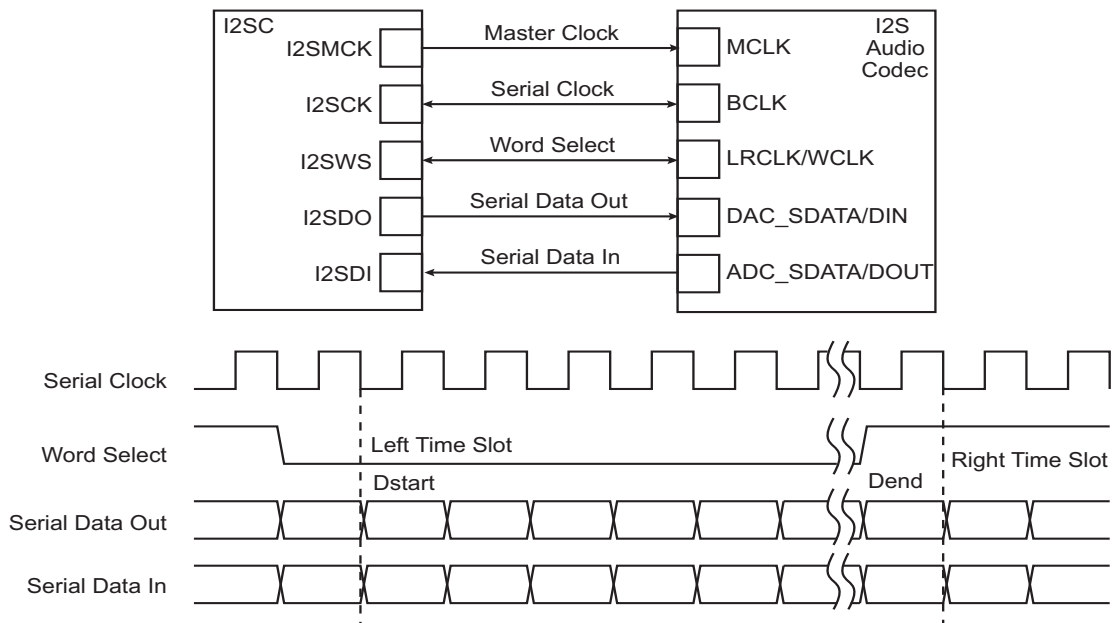 I2SC
I2SMCK
Master Clock
MCLK
I2S
Audio
Codec
I2SCK
Serial Clock
BCLK
I2SWS
Word Select
LRCLK/WCLK
I2SDO
Serial Data Out
DAC_SDATA/DIN
I2SDI
Serial Data In
ADC_SDATA/DOUT
Serial Clock
Word Select
Left Time Slot
Right Time Slot
Dstart
Dend
Serial Data Out
Serial Data In